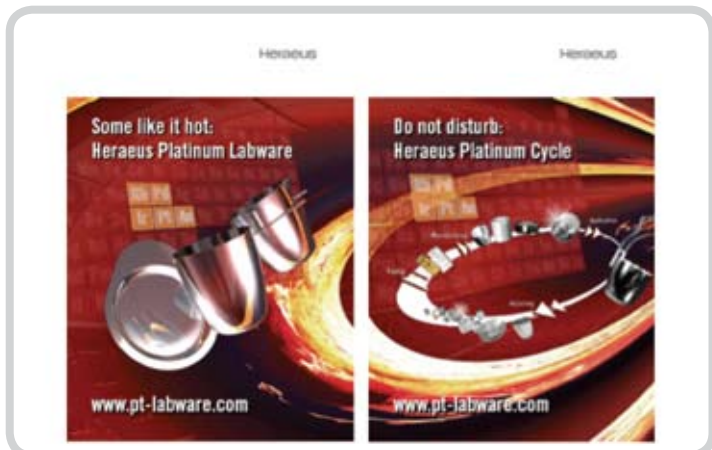 Heraeus
Heraeus
Some like it hot:
Heraeus Platinum Labware
www.pt-labware.com
Do not disturb:
Heraeus Platinum Cycle
www.pt-labware.com